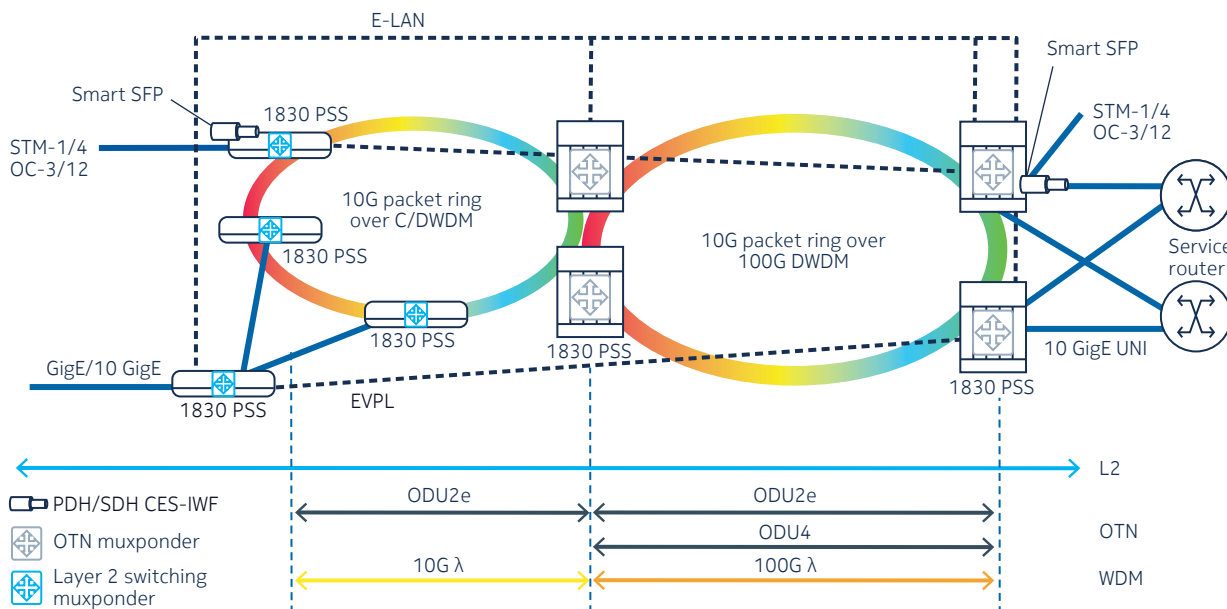 E-LAN
Smart SFP
Smart SFP
1830 PSS
STM-1/4
OC-3/12
STM-1/4
OC-3/12
10G packet ring
over C/DWDM
1830 PSS
10G packet ring over
100G DWDM
Service
router
1830 PSS
1830 PSS
10 GigE UNI
GigE/10 GigE
1830 PSS
1830 PSS
EVPL
L2
PDH/SDH CES-IWF
ODU2e
ODU2e
OTN muxponder
ODU4
OTN
Layer 2 switching
muxponder
10G λ
100G λ
WDM